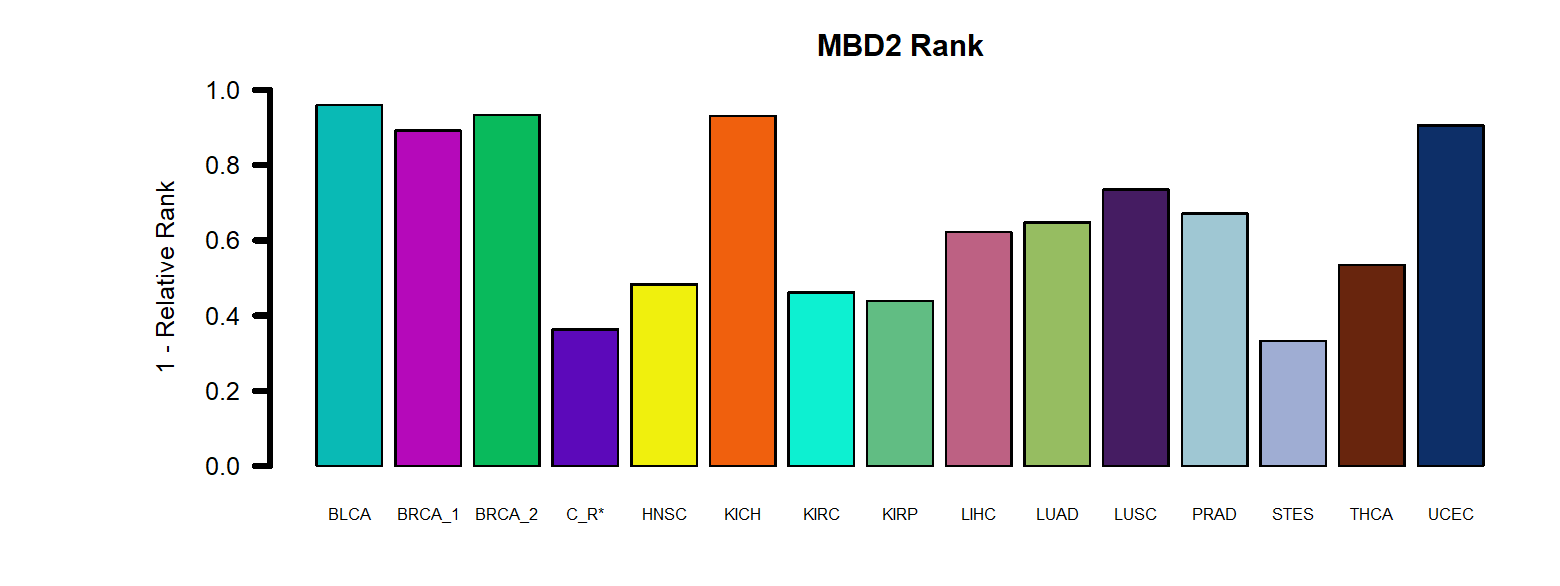 MBD2 Rank
1 - Relative Rank
1.0
0.8
0.6
0.4
0.2
0.0
BLCA BRCA_1 BRCA_2 C_R* HNSC KICH KIRC KIRP LIHC LUAD LUSC PRAD STES THCA UCEC